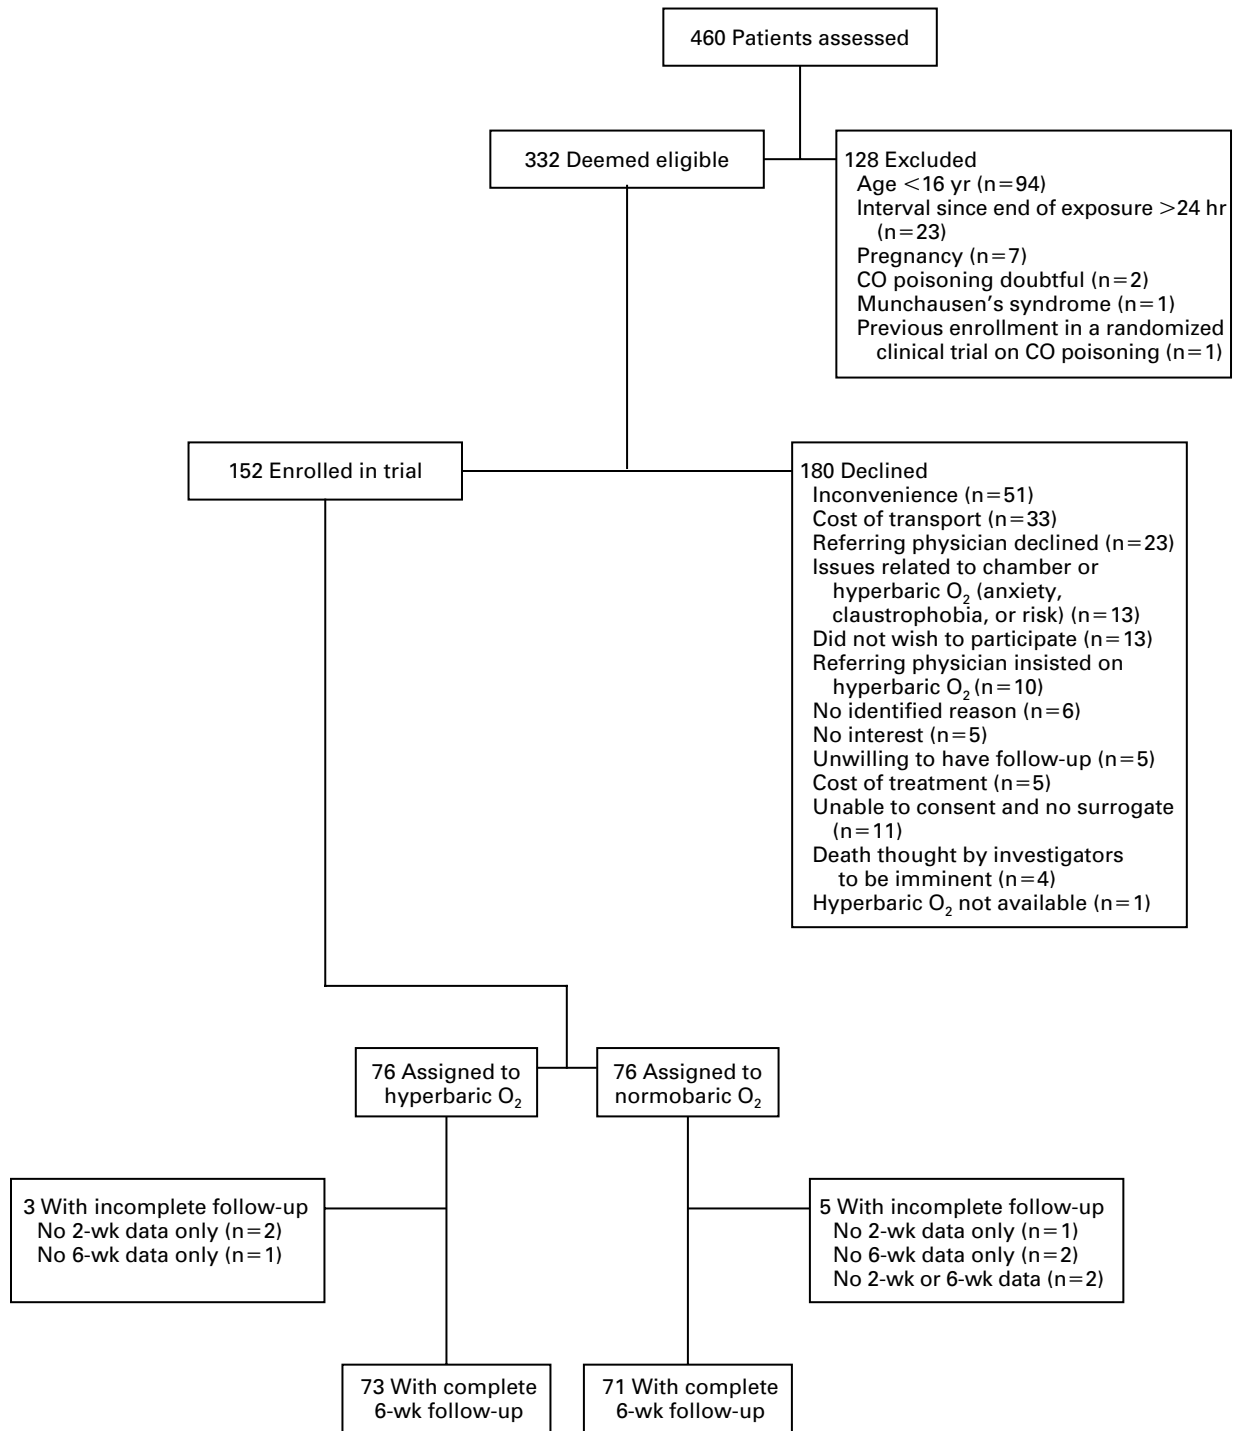 460 Patients assessed
332 Deemed eligible
128 Excluded
Age <16 yr (n=94)
Interval since end of exposure >24 hr
(n=23)
Pregnancy (n=7)
CO poisoning doubtful (n=2)
Munchausen's syndrome (n=1)
Previous enrollment in a randomized
clinical trial on CO poisoning (n=1)
152 Enrolled in trial
180 Declined
Inconvenience (n=51)
Cost of transport (n=33)
Referring physician declined (n=23)
Issues related to chamber or
hyperbaric O₂ (anxiety,
claustrophobia, or risk) (n=13)
Did not wish to participate (n=13)
Referring physician insisted on
hyperbaric O₂ (n=10)
No identified reason (n=6)
No interest (n=5)
Unwilling to have follow-up (n=5)
Cost of treatment (n=5)
Unable to consent and no surrogate
(n=11)
Death thought by investigators
to be imminent (n=4)
Hyperbaric O₂ not available (n=1)
76 Assigned to
hyperbaric O₂
76 Assigned to
normobaric O₂
3 With incomplete follow-up
No 2-wk data only (n=2)
No 6-wk data only (n=1)
5 With incomplete follow-up
No 2-wk data only (n=1)
No 6-wk data only (n=2)
No 2-wk or 6-wk data (n=2)
73 With complete
6-wk follow-up
71 With complete
6-wk follow-up